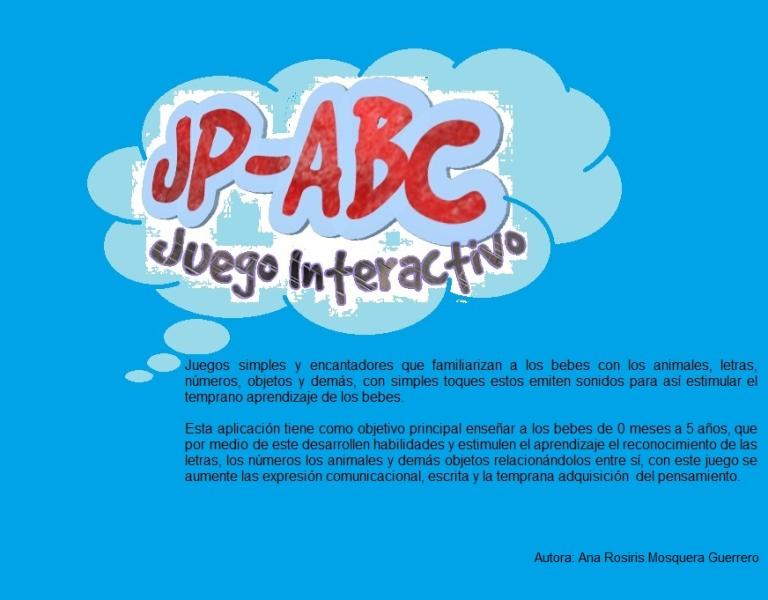 JP-ABC
Juego Interactivo
Juegos simples y encantadores que familiarizan a los bebes con los animales, letras,
números, objetos y demás, con simples toques estos emiten sonidos para así estimular el
temprano aprendizaje de los bebes.
Esta aplicación tiene como objetivo principal enseñar a los bebes de 0 meses a 5 años, que
por medio de este desarrollen habilidades y estimulen el aprendizaje el reconocimiento de las
letras, los números los animales y demás objetos relacionándolos entre sí, con este juego se
aumente las expresión comunicacional, escrita y la temprana adquisición del pensamiento.
Autora: Ana Rosiris Mosquera Guerrero